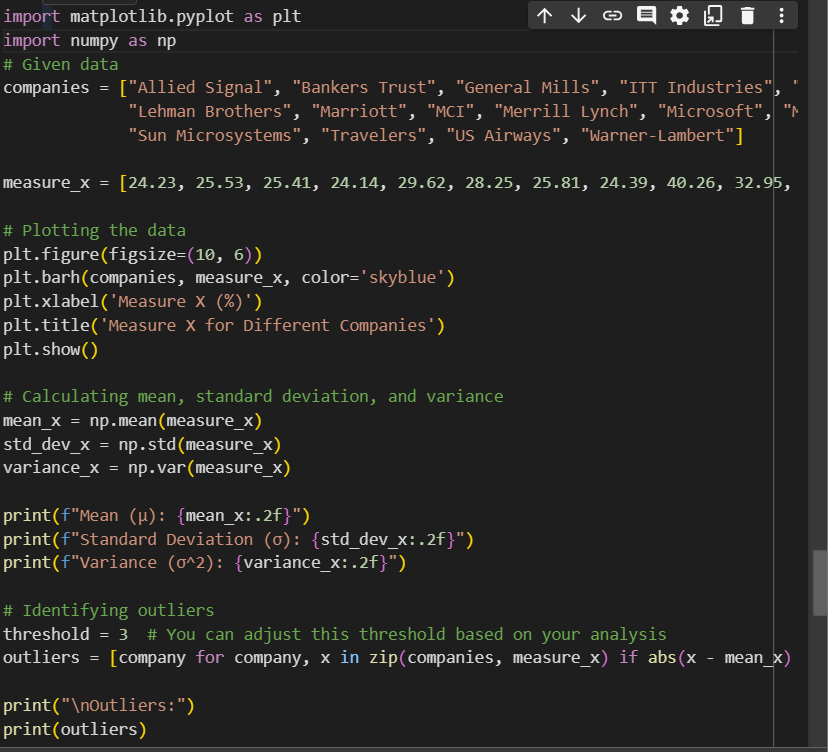 import matplotlib.pyplot as plt
import numpy as np
# Given data
companies = ["Allied Signal", "Bankers Trust", "General Mills", "ITT Industries", "
"Lehman Brothers", "Marriott", "MCI", "Merrill Lynch", "Microsoft", "
"Sun Microsystems", "Travelers", "US Airways", "Warner-Lambert"]
measure_x = [24.23, 25.53, 25.41, 24.14, 29.62, 28.25, 25.81, 24.39, 40.26, 32.95,
# Plotting the data
plt.figure(figsize=(10, 6))
plt.barh(companies, measure_x, color='skyblue')
plt.xlabel('Measure X (%)')
plt.title('Measure X for Different Companies')
plt.show()
# Calculating mean, standard deviation, and variance
mean_x = np.mean(measure_x)
std_dev_x = np.std(measure_x)
variance_x = np.var(measure_x)
print(f"Mean (μ): {mean_x:.2f}")
print(f"Standard Deviation (σ): {std_dev_x:.2f}")
print(f"Variance (σ^2): {variance_x:.2f}")
# Identifying outliers
threshold = 3  # You can adjust this threshold based on your analysis
outliers = [company for company, x in zip(companies, measure_x) if abs(x - mean_x)
print("\nOutliers:")
print(outliers)